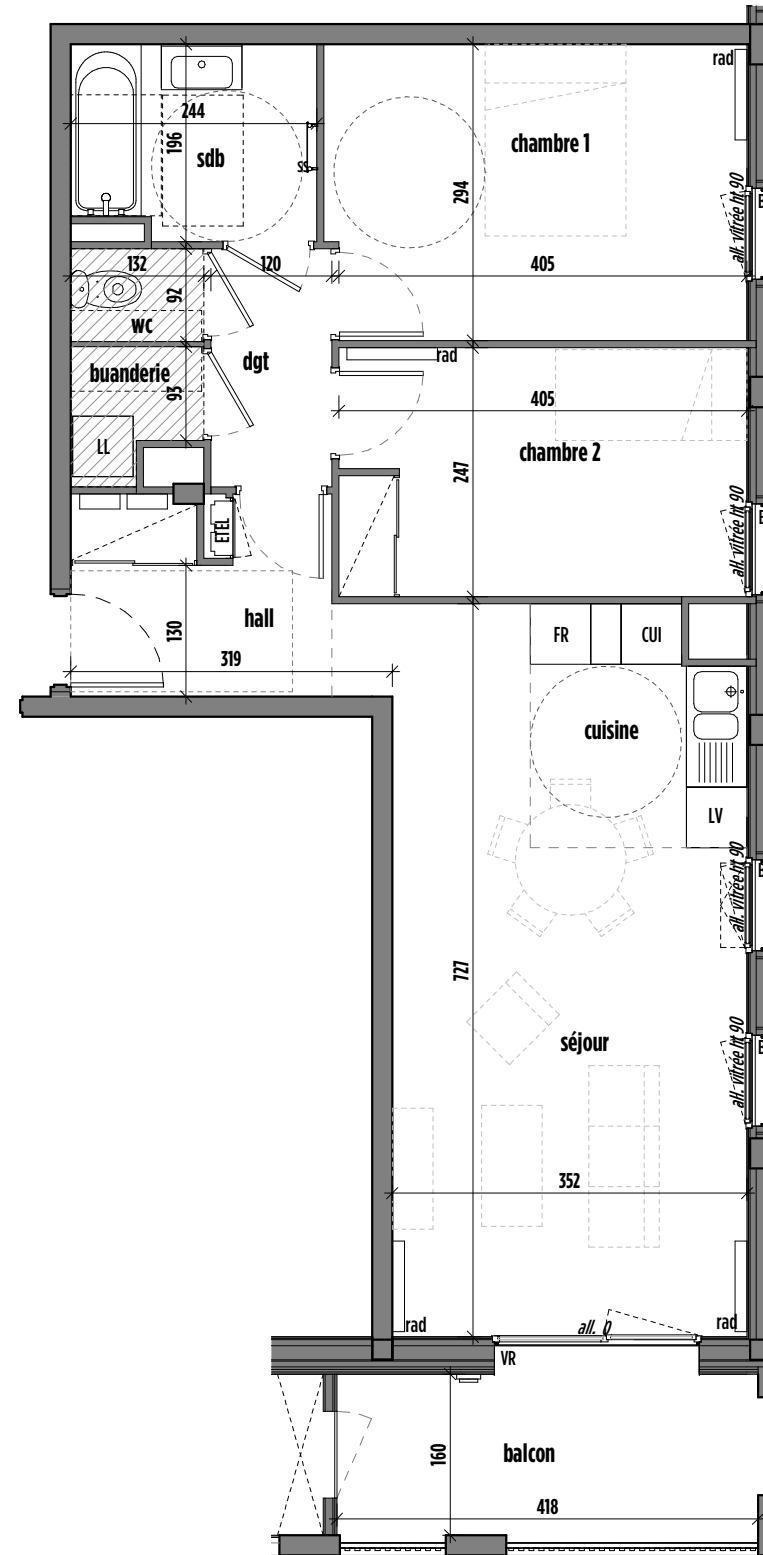 rad
244
196
sdb
SS
chambre 1
294
all. vitrée ht 90
132
120
405
92
wc
dgt
rad
buanderie
93
405
LL
chambre 2
247
all. vitrée ht 90
ETEL
hall
130
319
FR
CUI
cuisine
LV
all. vitrée ht 90
727
séjour
all. vitrée ht 90
352
rad
all. 0
rad
VR
balcon
160
418